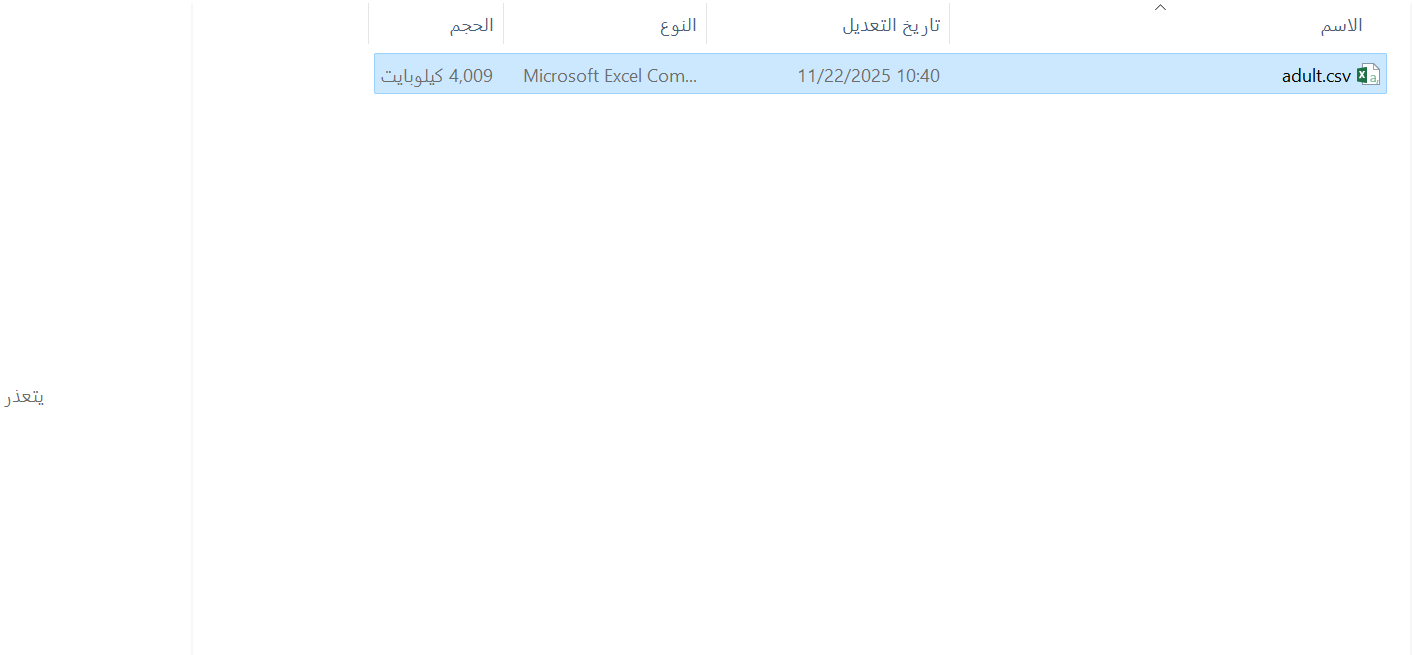 الاسم تاريخ التعديل النوع الحجم
adult.csv 11/22/2025 10:40 Microsoft Excel Com... 4,009 كيلوبايت
يتعذر